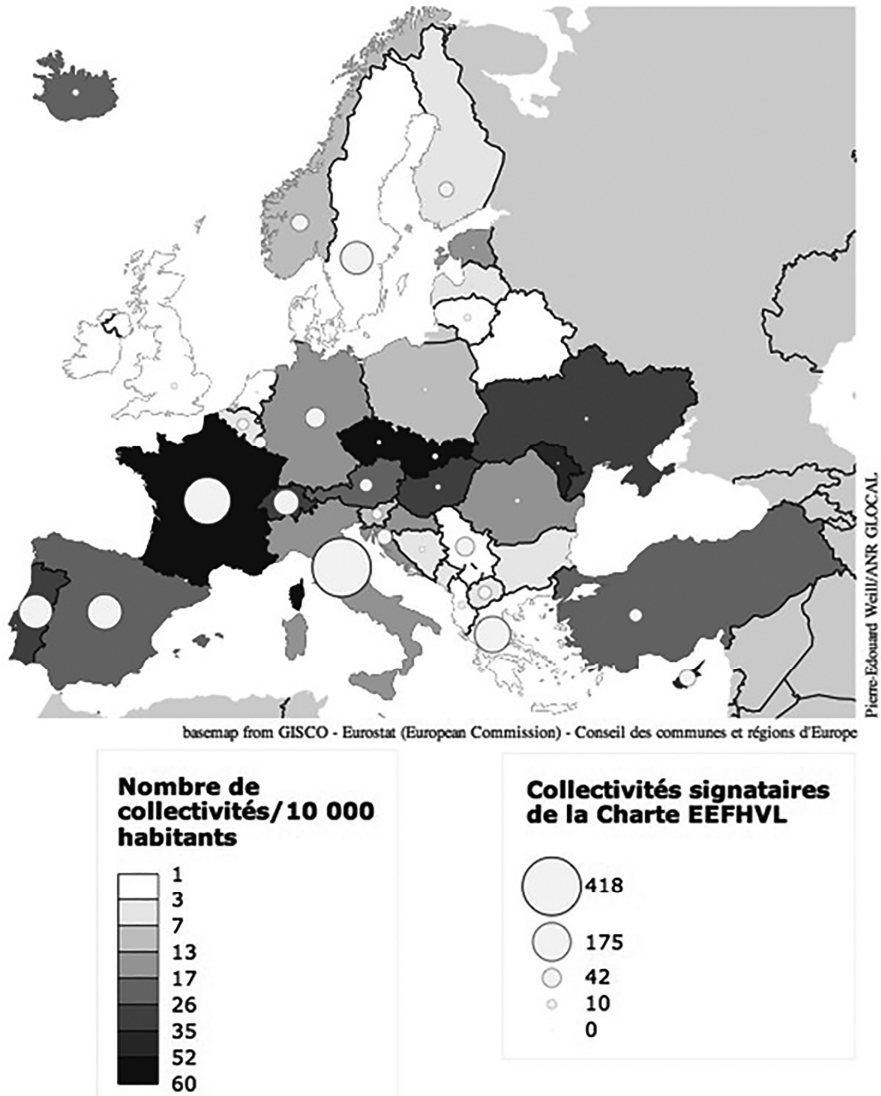 Pierre-Edouard Weill/ANR GLOCAL
basemap from GISCO - Eurostat (European Commission) - Conseil des communes et régions d'Europe
Nombre de
collectivités/10 000
habitants
1
3
7
13
17
26
35
52
60
Collectivités signataires
de la Charte EEFHVL
418
175
42
10
0